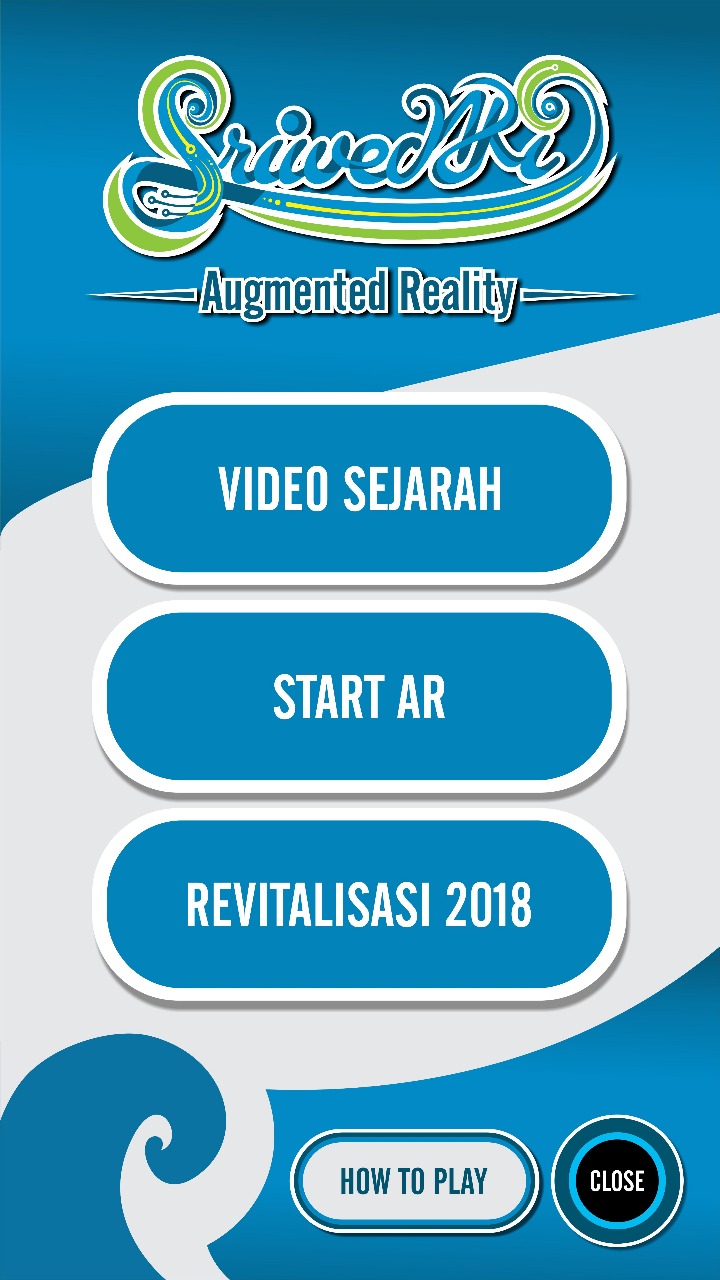 Sriwedari
Augmented Reality
VIDEO SEJARAH
START AR
REVITALISASI 2018
HOW TO PLAY
CLOSE